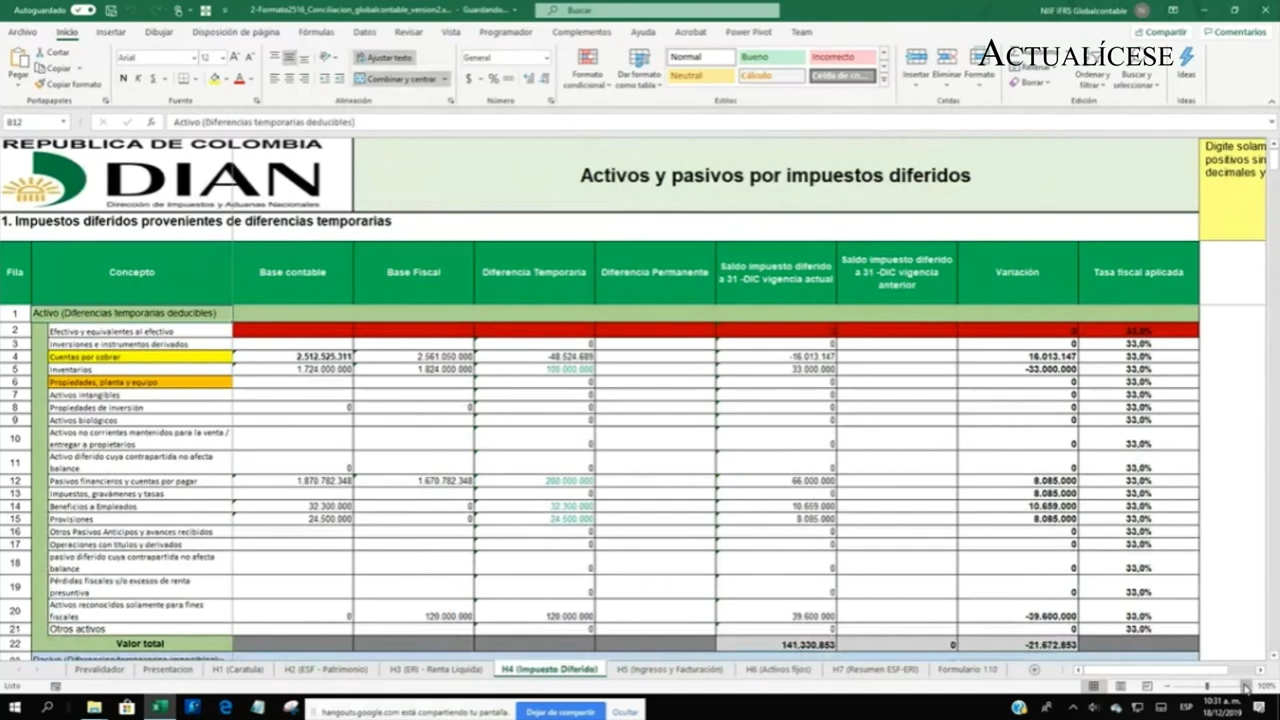 Autoguardado
2-Formato2516_Conciliacion_globalcontable_version2.a... - Guardando...
Buscar
NIIF IFRS Globalcontable
Archivo Inicio Insertar Dibujar Disposición de página Fórmulas Datos Revisar Vista Programador Complementos Ayuda Acrobat Power Pivot Team Compartir Comentarios
ACTUALÍCESE
Pegar Cortar Copiar Copiar formato
Arial 12
N K S
Ajustar texto
Combinar y centrar
General
Formato condicional Dar formato como tabla
Normal Bueno Incorrecto
Neutral Cálculo Celda de co...
Insertar Eliminar Formato
Borrar
Ordenar y filtrar Buscar y seleccionar
Ideas
Portapapeles Fuente Alineación Número Estilos Celdas Edición Ideas
B12 fx Activo (Diferencias temporarias deducibles)
REPUBLICA DE COLOMBIA
DIAN
Dirección de Impuestos y Aduanas Nacionales
Activos y pasivos por impuestos diferidos
Digite solam
positivos sin
decimales y
1. Impuestos diferidos provenientes de diferencias temporarias
Fila Concepto Base contable Base Fiscal Diferencia Temporaria Diferencia Permanente Saldo impuesto diferido a 31 -DIC vigencia actual Saldo impuesto diferido a 31 -DIC vigencia anterior Variación Tasa fiscal aplicada
1 Activo (Diferencias temporarias deducibles)
2 Efectivo y equivalentes al efectivo 0 0 33,0%
3 Inversiones e instrumentos derivados 0 0 0 33,0%
4 Cuentas por cobrar 2.512.525.311 2.561.050.000 -48.524.689 -16.013.147 16.013.147 33,0%
5 Inventarios 1.724.000.000 1.824.000.000 100.000.000 33.000.000 -33.000.000 33,0%
6 Propiedades, planta y equipo 0 0 0 33,0%
7 Activos intangibles 0 0 0 33,0%
8 Propiedades de inversión 0 0 0 0 0 33,0%
9 Activos biológicos 0 0 0 33,0%
10 Activos no corrientes mantenidos para la venta / entregar a propietarios 0 0 0 33,0%
11 Activo diferido cuya contrapartida no afecta balance 0 0 0 0 33,0%
12 Pasivos financieros y cuentas por pagar 1.870.782.348 1.670.782.348 200.000.000 66.000.000 8.085.000 33,0%
13 Impuestos, gravámenes y tasas 0 0 8.085.000 33,0%
14 Beneficios a Empleados 32.300.000 0 32.300.000 10.659.000 10.659.000 33,0%
15 Provisiones 24.500.000 0 24.500.000 8.085.000 8.085.000 33,0%
16 Otros Pasivos Anticipos y avances recibidos 0 0 0 33,0%
17 Operaciones con títulos y derivados 0 0 0 33,0%
18 pasivo diferido cuya contrapartida no afecta balance 0 0 0 33,0%
19 Pérdidas fiscales y/o excesos de renta presuntiva 0 0 0 33,0%
20 Activos reconocidos solamente para fines fiscales 0 120.000.000 120.000.000 39.600.000 -39.600.000 33,0%
21 Otros activos 0 0 0 33,0%
22 Valor total 141.330.853 0 -21.672.853
Prevalidador Presentacion H1 (Caratula) H2 (ESF - Patrimonio) H3 (ERI - Renta Liquida) H4 (Impuesto Diferido) H5 (Ingresos y Facturación) H6 (Activos fijos) H7 (Resumen ESF-ERI) Formulario 110
Listo 100%
hangouts.google.com está compartiendo tu pantalla. Dejar de compartir Ocultar
ESP
10:31 a. m.
18/12/2019